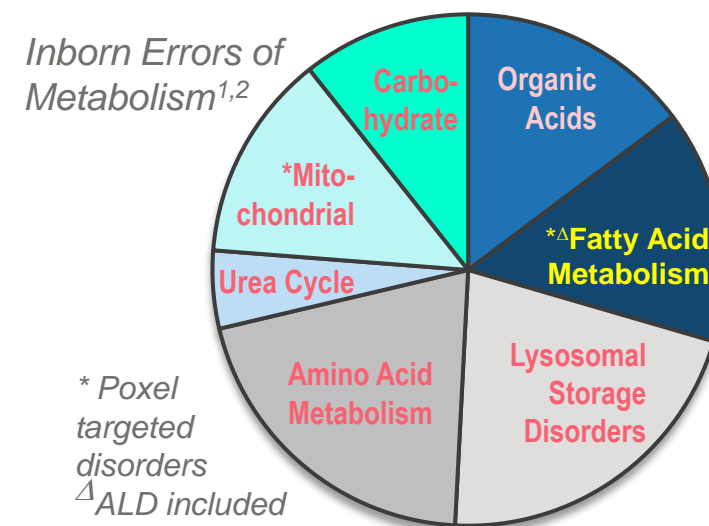 Inborn Errors of
Metabolism1,2
Carbo-
hydrate
Organic
Acids
*Mito-
chondrial
*ΔFatty Acid
Metabolism
Urea Cycle
Amino Acid
Metabolism
Lysosomal
Storage
Disorders
* Poxel
targeted
disorders
ΔALD included